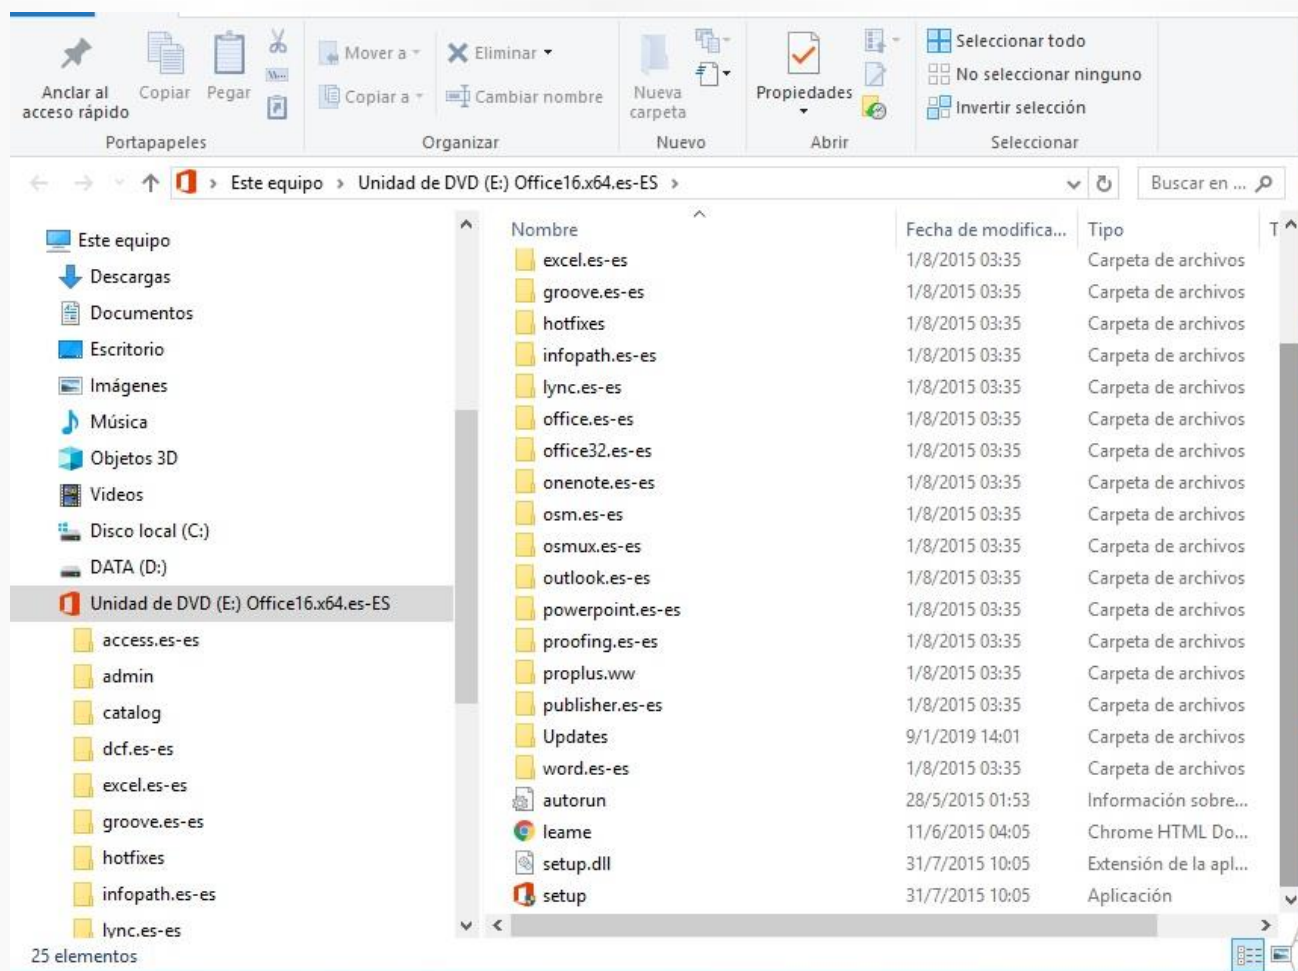 Anclar al
acceso rápido
Copiar
Pegar
Portapapeles
Mover a
Copiar a
Eliminar
Cambiar nombre
Organizar
Nueva
carpeta
Nuevo
Propiedades
Abrir
Seleccionar todo
No seleccionar ninguno
Invertir selección
Seleccionar
Este equipo > Unidad de DVD (E:) Office16.x64.es-ES >
Buscar en ...
Este equipo
Descargas
Documentos
Escritorio
Imágenes
Música
Objetos 3D
Videos
Disco local (C:)
DATA (D:)
Unidad de DVD (E:) Office16.x64.es-ES
access.es-es
admin
catalog
dcf.es-es
excel.es-es
groove.es-es
hotfixes
infopath.es-es
lync.es-es
Nombre Fecha de modifica... Tipo T
excel.es-es 1/8/2015 03:35 Carpeta de archivos
groove.es-es 1/8/2015 03:35 Carpeta de archivos
hotfixes 1/8/2015 03:35 Carpeta de archivos
infopath.es-es 1/8/2015 03:35 Carpeta de archivos
lync.es-es 1/8/2015 03:35 Carpeta de archivos
office.es-es 1/8/2015 03:35 Carpeta de archivos
office32.es-es 1/8/2015 03:35 Carpeta de archivos
onenote.es-es 1/8/2015 03:35 Carpeta de archivos
osm.es-es 1/8/2015 03:35 Carpeta de archivos
osmux.es-es 1/8/2015 03:35 Carpeta de archivos
outlook.es-es 1/8/2015 03:35 Carpeta de archivos
powerpoint.es-es 1/8/2015 03:35 Carpeta de archivos
proofing.es-es 1/8/2015 03:35 Carpeta de archivos
proplus.ww 1/8/2015 03:35 Carpeta de archivos
publisher.es-es 1/8/2015 03:35 Carpeta de archivos
Updates 9/1/2019 14:01 Carpeta de archivos
word.es-es 1/8/2015 03:35 Carpeta de archivos
autorun 28/5/2015 01:53 Información sobre...
leame 11/6/2015 04:05 Chrome HTML Do...
setup.dll 31/7/2015 10:05 Extensión de la apl...
setup 31/7/2015 10:05 Aplicación
25 elementos